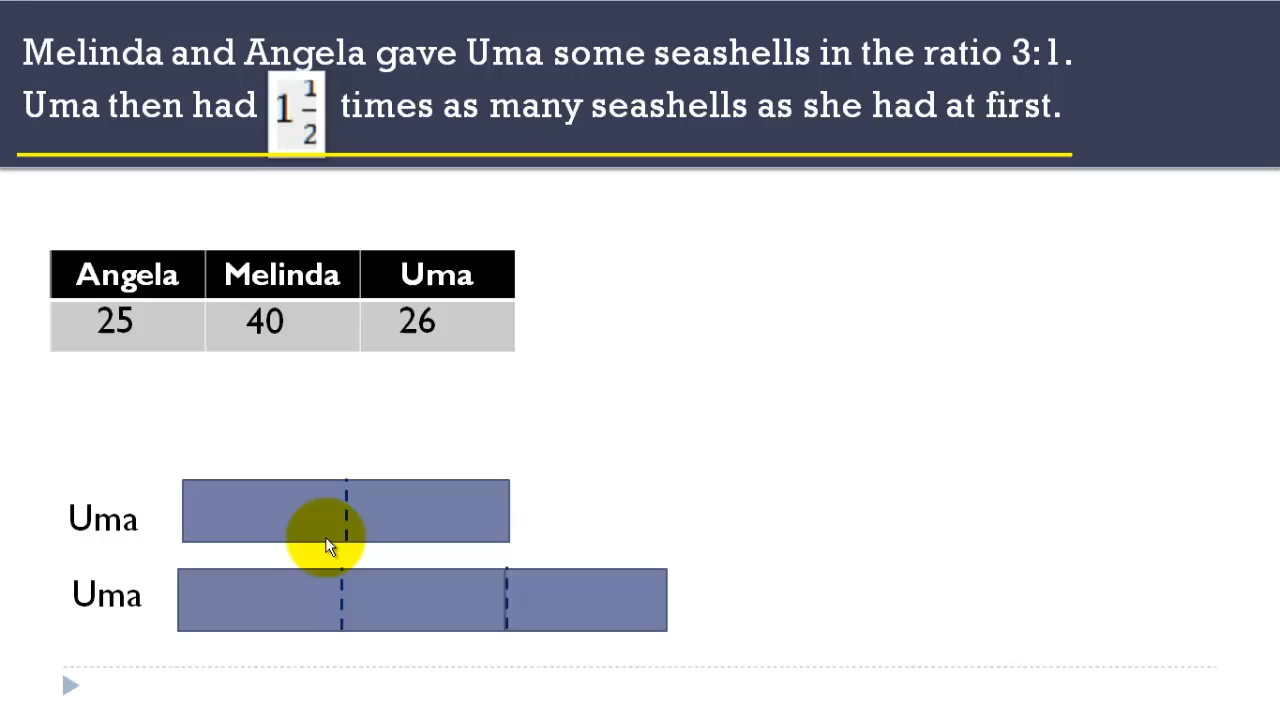 Melinda and Angela gave Uma some seashells in the ratio 3:1.
Uma then had 1 1/2 times as many seashells as she had at first.
Angela Melinda Uma
25 40 26
Uma
Uma